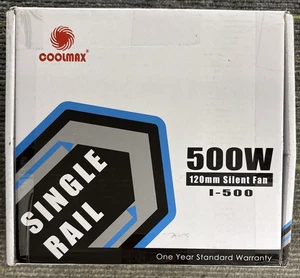 COOLMAX®
500W
120mm Silent Fan
I-500
SINGLE
RAIL
One Year Standard Warranty